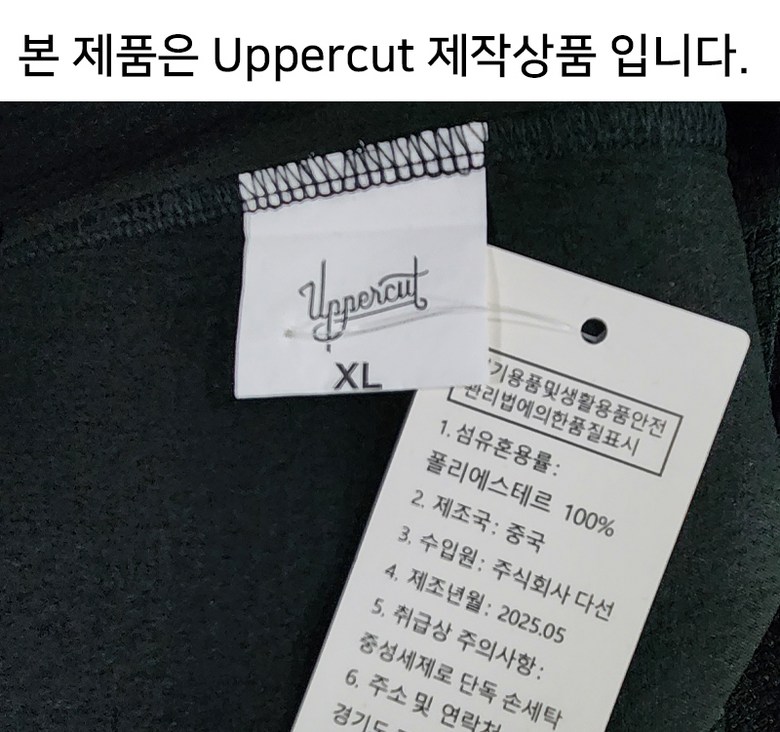 본 제품은 Uppercut 제작상품 입니다.
Uppercut
XL
기용품및생활용품안전
관리법에의한품질표시
1. 섬유혼용률:
폴리에스테르 100%
2. 제조국: 중국
3. 수입원: 주식회사 다선
4. 제조년월: 2025.05
5. 취급상 주의사항:
중성세제로 단독 손세탁
6. 주소 및 연락처
경기도